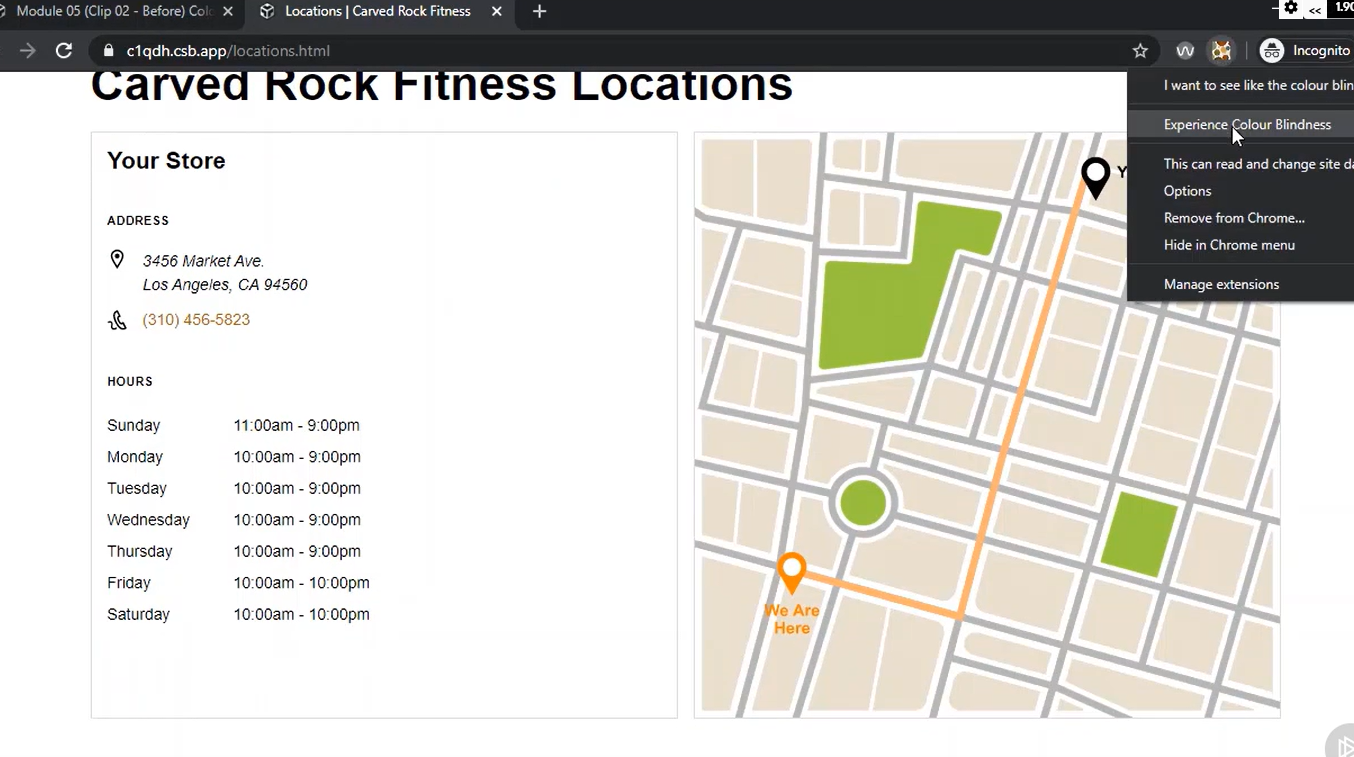 Module 05 (Clip 02 - Before) Col
Locations | Carved Rock Fitness
<<
1.90
c1qdh.csb.app/locations.html
Incognito
Carved Rock Fitness Locations
I want to see like the colour blin
Experience Colour Blindness
This can read and change site da
Options
Remove from Chrome...
Hide in Chrome menu
Manage extensions
Your Store
ADDRESS
3456 Market Ave.
Los Angeles, CA 94560
(310) 456-5823
HOURS
Sunday 11:00am - 9:00pm
Monday 10:00am - 9:00pm
Tuesday 10:00am - 9:00pm
Wednesday 10:00am - 9:00pm
Thursday 10:00am - 9:00pm
Friday 10:00am - 10:00pm
Saturday 10:00am - 10:00pm
Y
We Are
Here